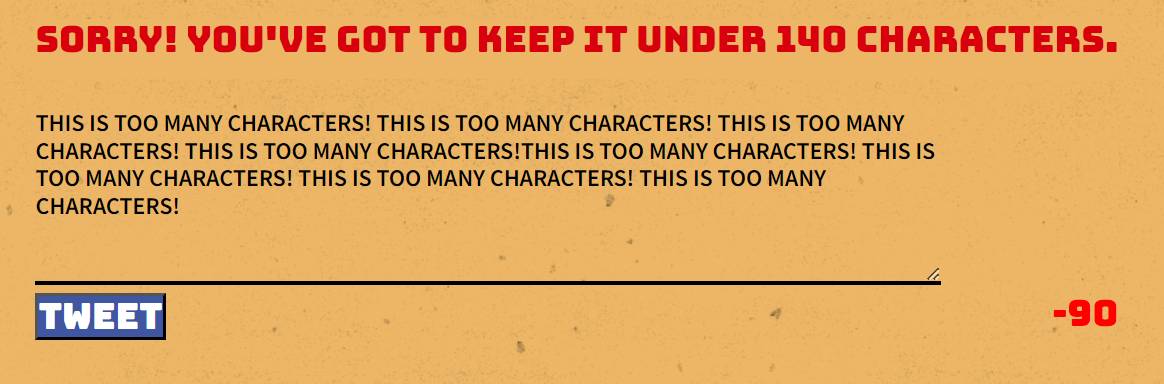 SORRY! YOU'VE GOT TO KEEP IT UNDER 140 CHARACTERS.
THIS IS TOO MANY CHARACTERS! THIS IS TOO MANY CHARACTERS! THIS IS TOO MANY
CHARACTERS! THIS IS TOO MANY CHARACTERS!THIS IS TOO MANY CHARACTERS! THIS IS
TOO MANY CHARACTERS! THIS IS TOO MANY CHARACTERS! THIS IS TOO MANY
CHARACTERS!
TWEET
-90